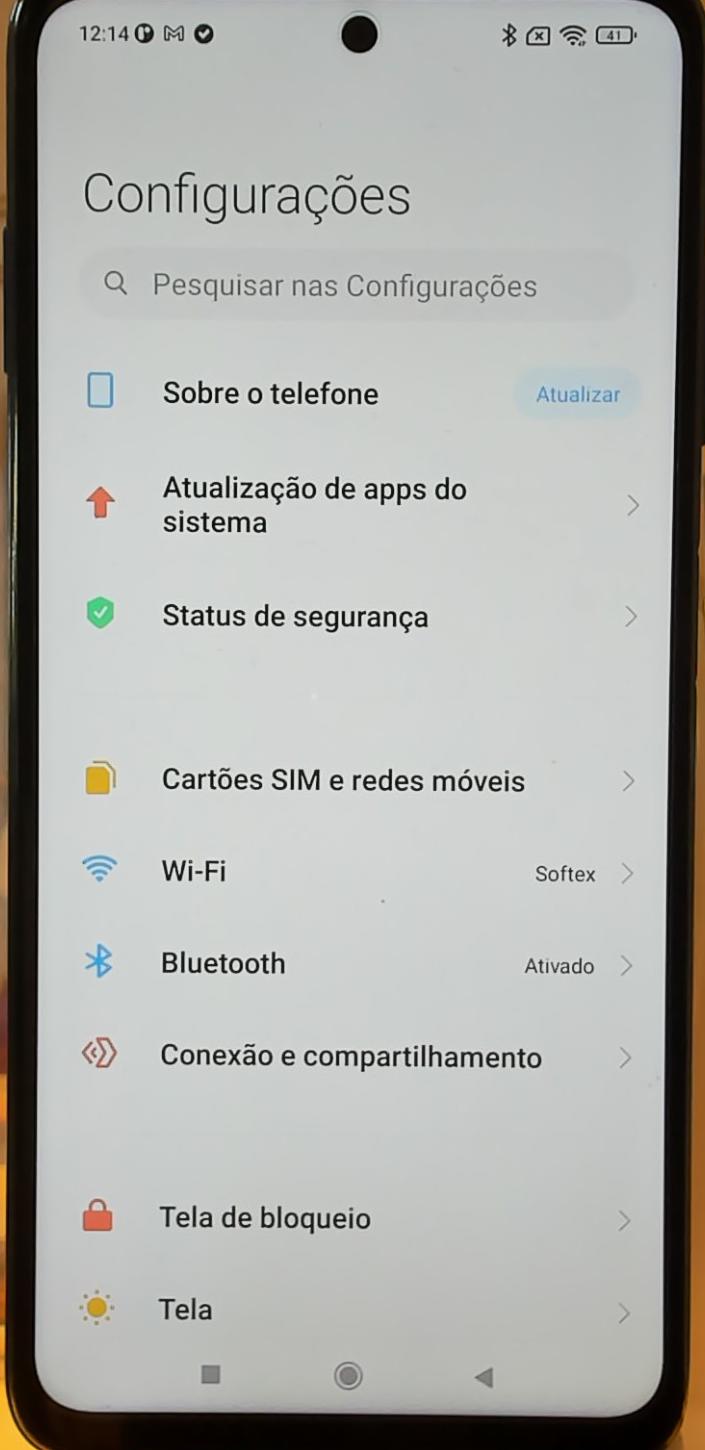 12:14
41
Configurações
Pesquisar nas Configurações
Sobre o telefone
Atualizar
Atualização de apps do
sistema
Status de segurança
Cartões SIM e redes móveis
Wi-Fi
Softex
Bluetooth
Ativado
Conexão e compartilhamento
Tela de bloqueio
Tela